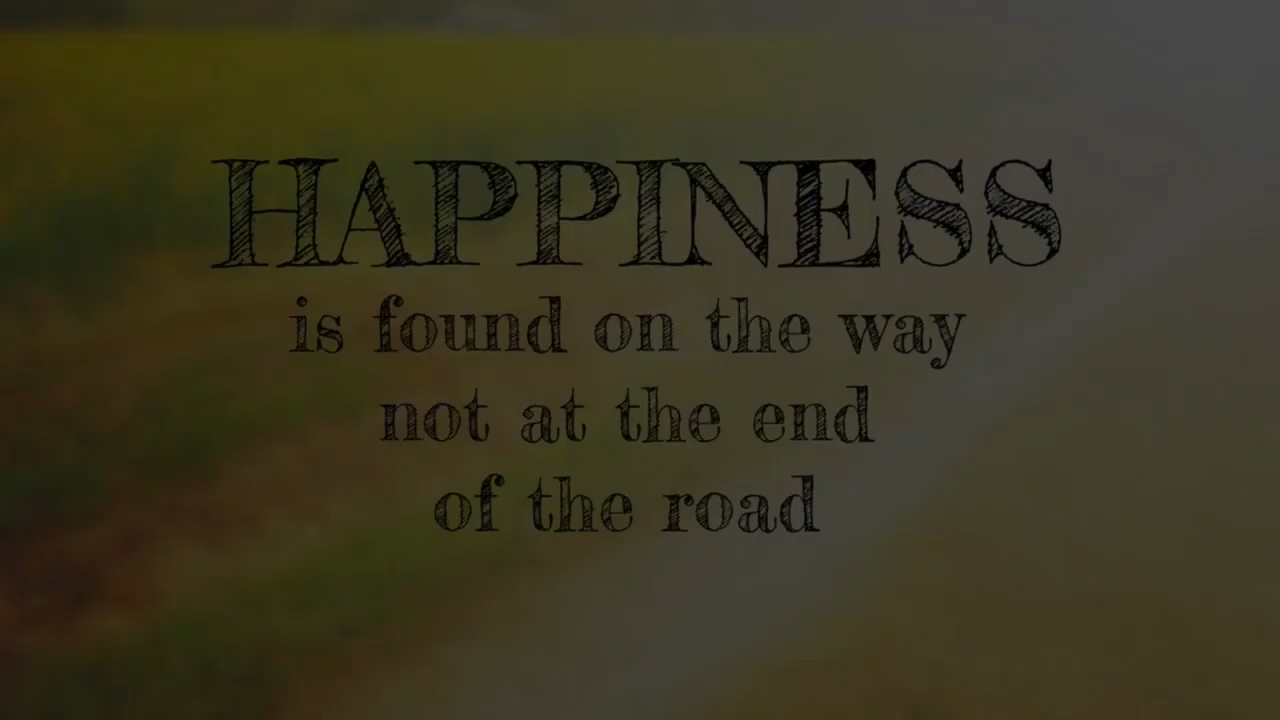 HAPPINESS
is found on the way
not at the end
of the road